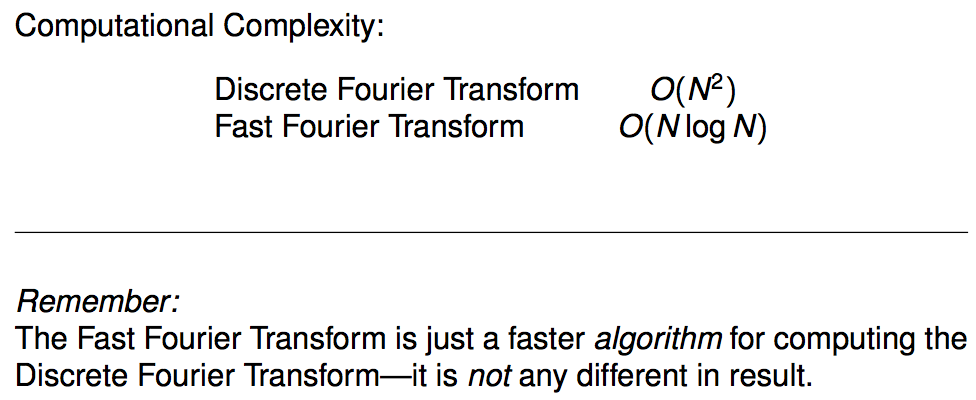 Computational Complexity:
Discrete Fourier Transform O(N²)
Fast Fourier Transform O(N log N)
Remember:
The Fast Fourier Transform is just a faster algorithm for computing the
Discrete Fourier Transform—it is not any different in result.